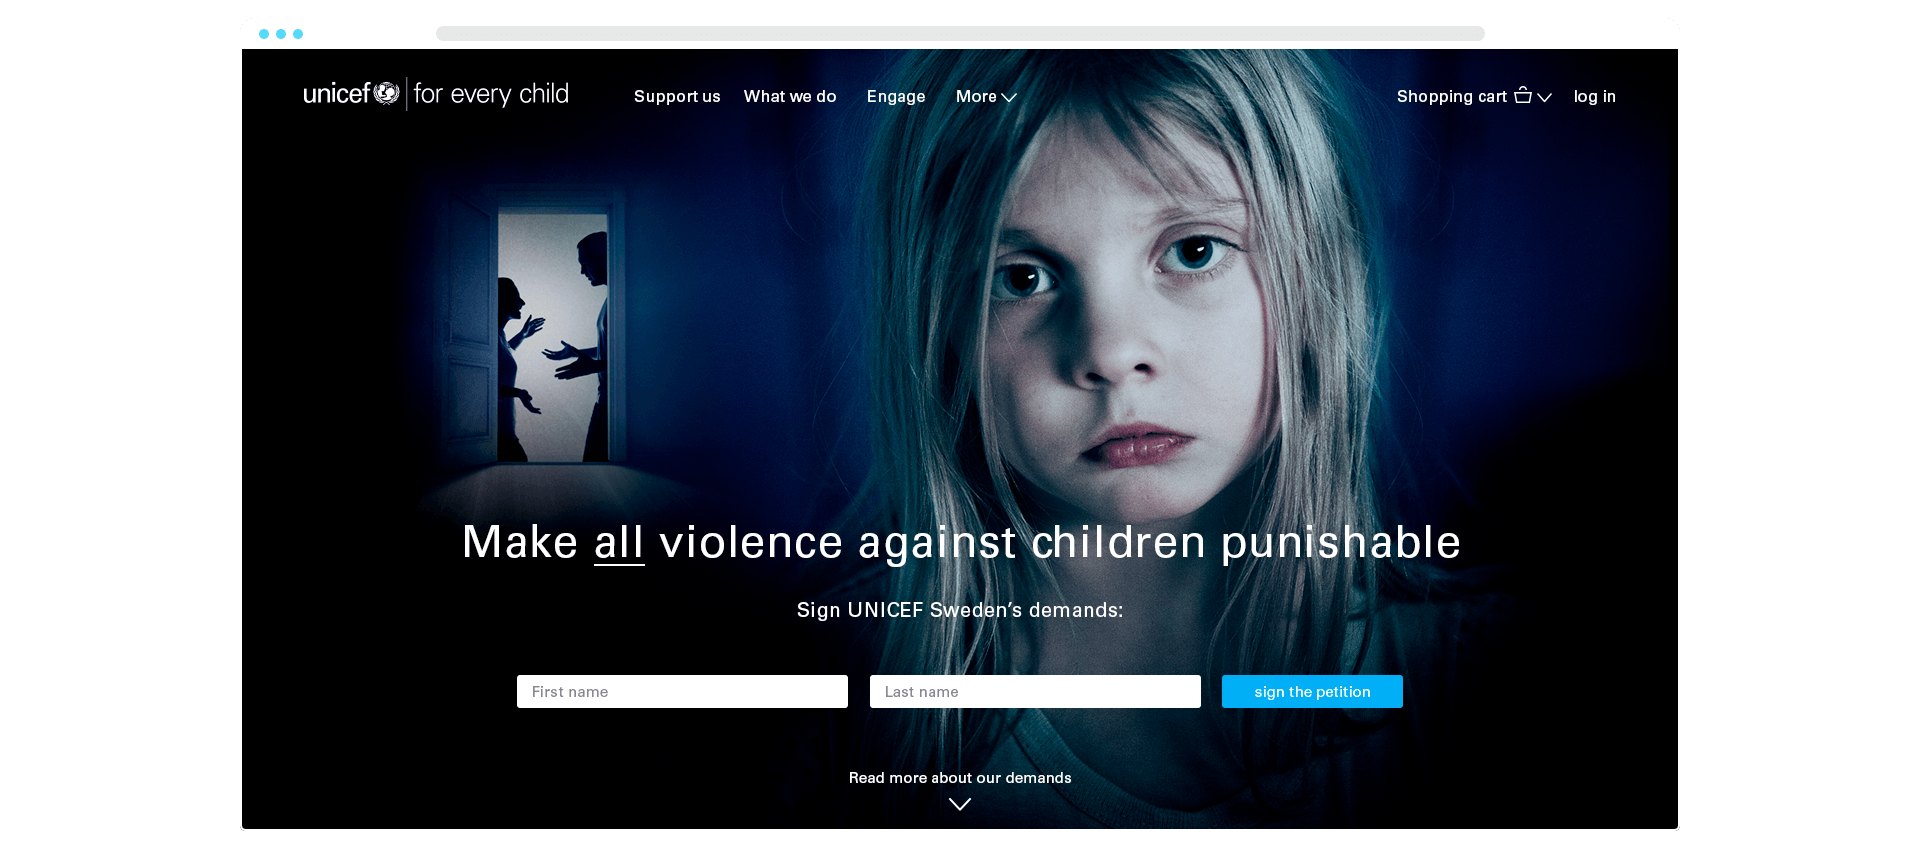 unicef for every child
Support us
What we do
Engage
More
Shopping cart
log in
Make all violence against children punishable
Sign UNICEF Sweden’s demands:
First name
Last name
sign the petition
Read more about our demands